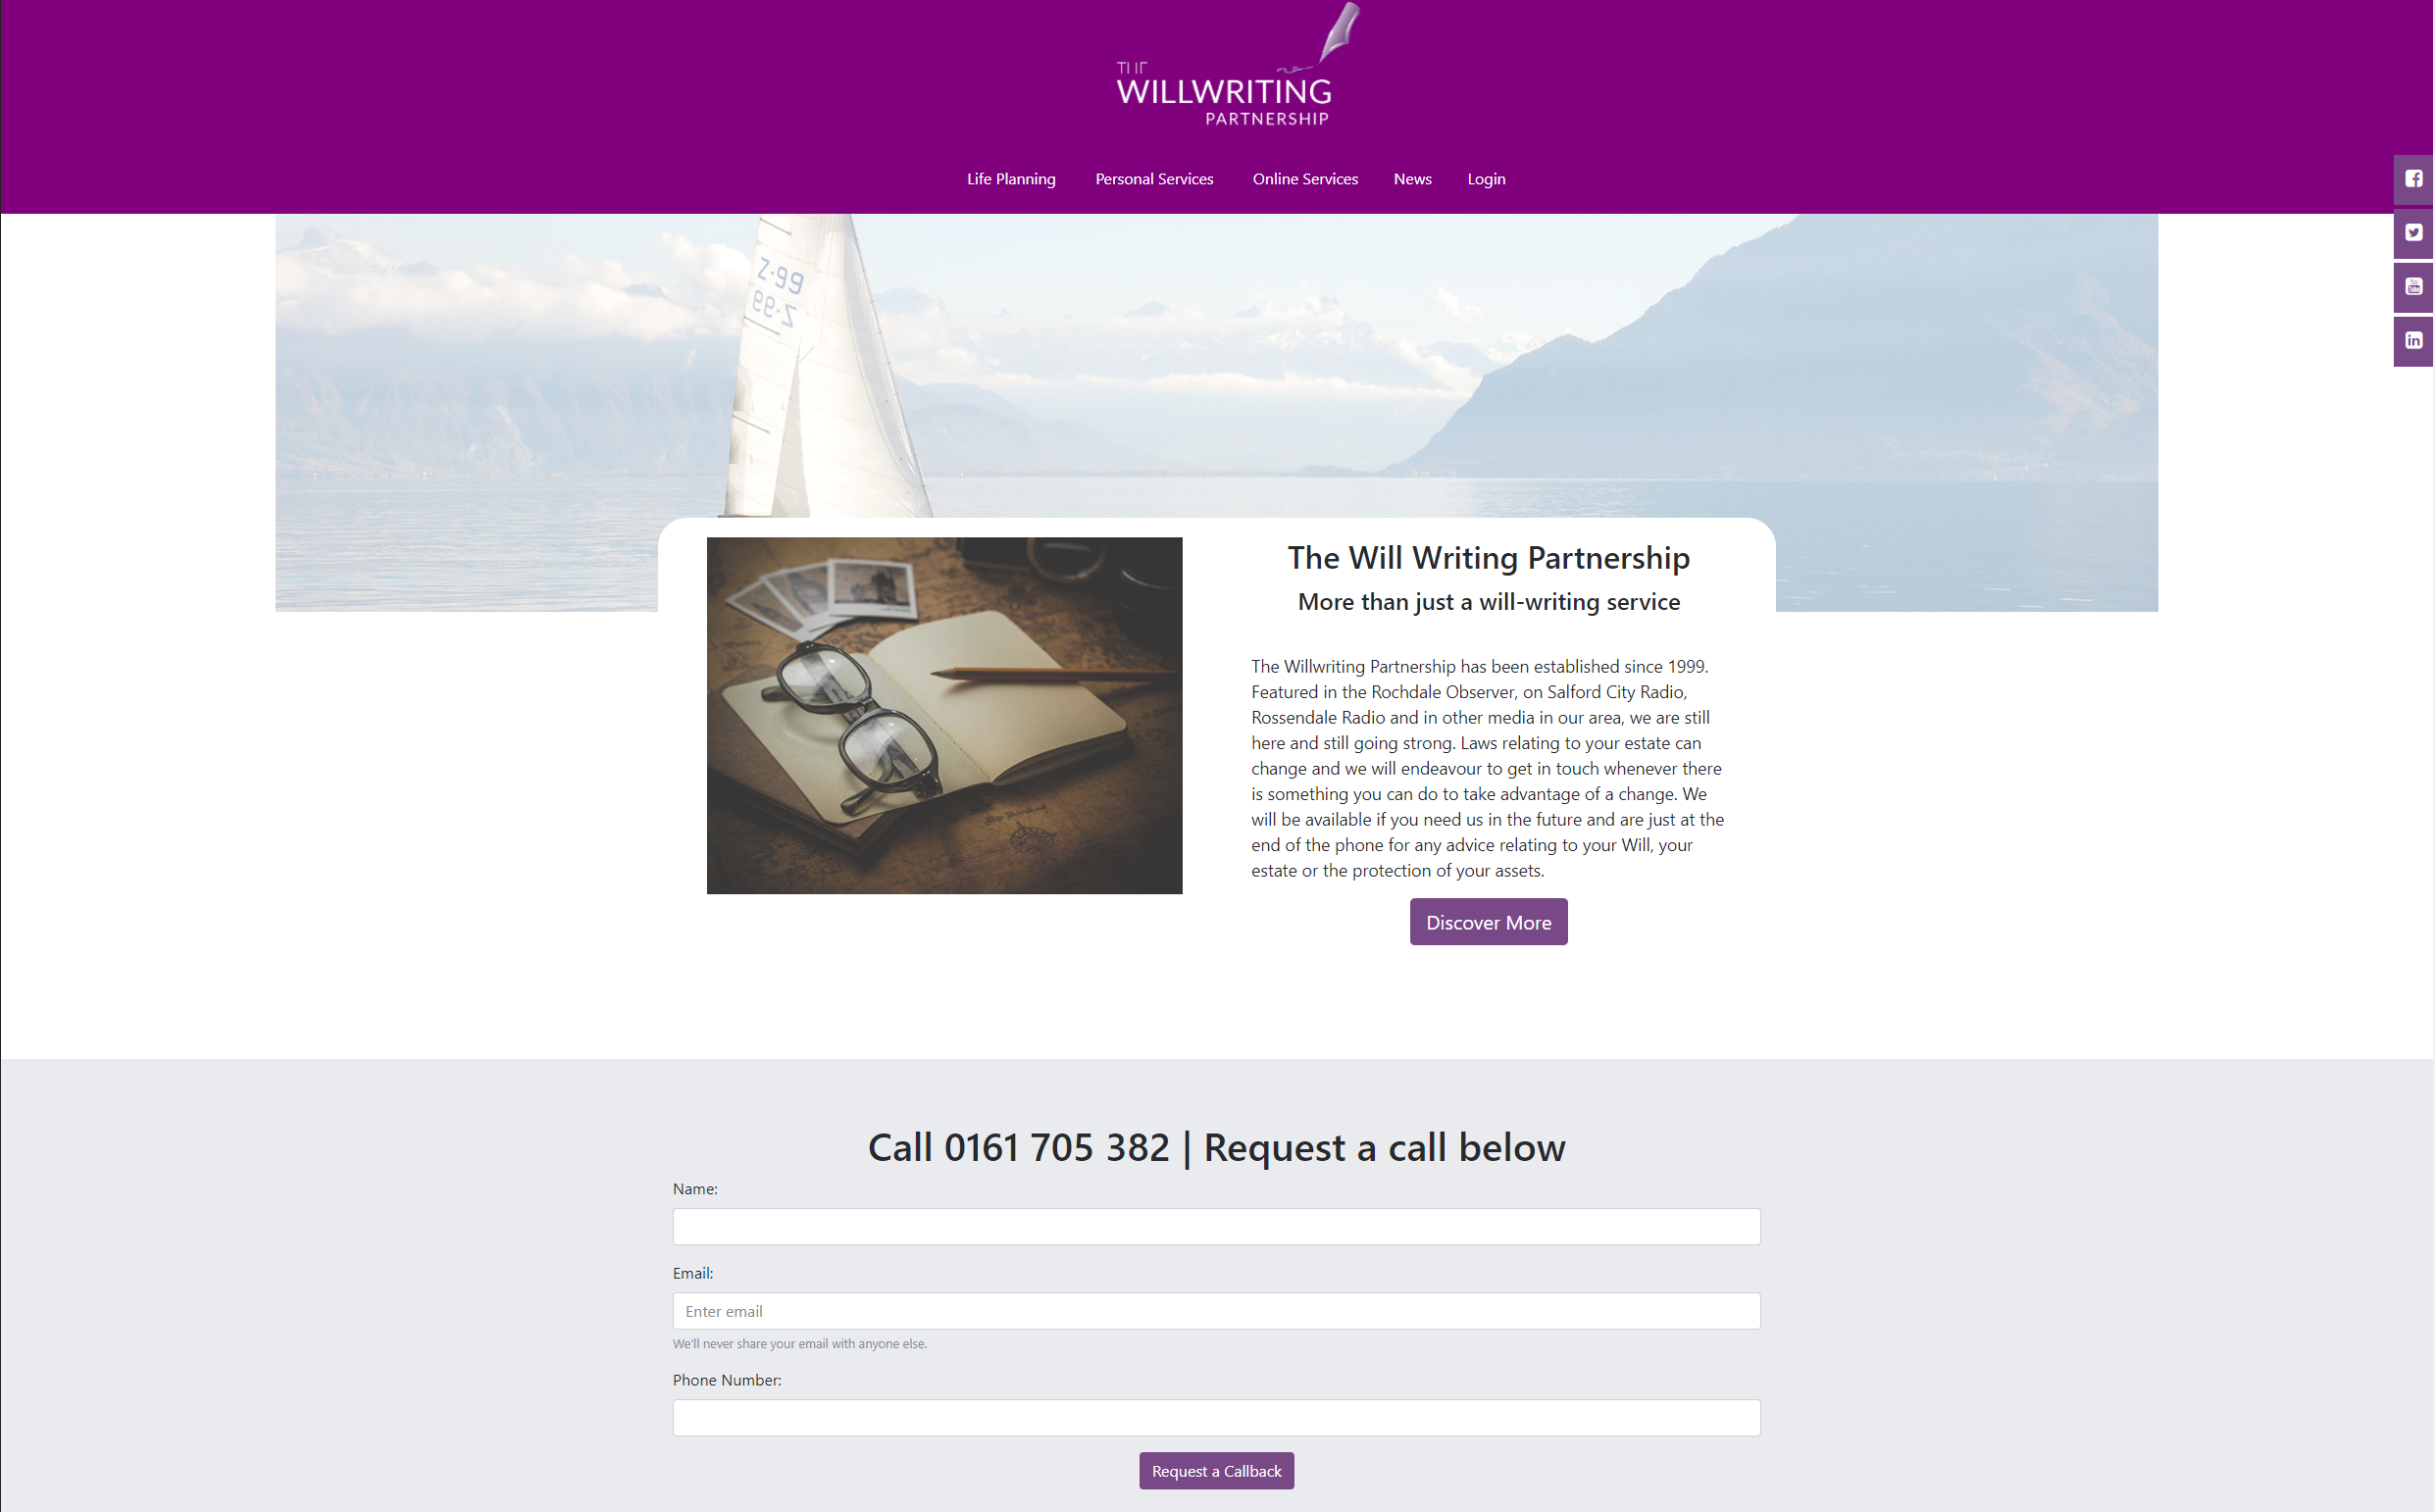 THE
WILLWRITING
PARTNERSHIP
Life Planning Personal Services Online Services News Login
Z·99
Z·99
The Will Writing Partnership
More than just a will-writing service
The Willwriting Partnership has been established since 1999.
Featured in the Rochdale Observer, on Salford City Radio,
Rossendale Radio and in other media in our area, we are still
here and still going strong. Laws relating to your estate can
change and we will endeavour to get in touch whenever there
is something you can do to take advantage of a change. We
will be available if you need us in the future and are just at the
end of the phone for any advice relating to your Will, your
estate or the protection of your assets.
Discover More
Call 0161 705 382 | Request a call below
Name:
Email:
Enter email
We'll never share your email with anyone else.
Phone Number:
Request a Callback